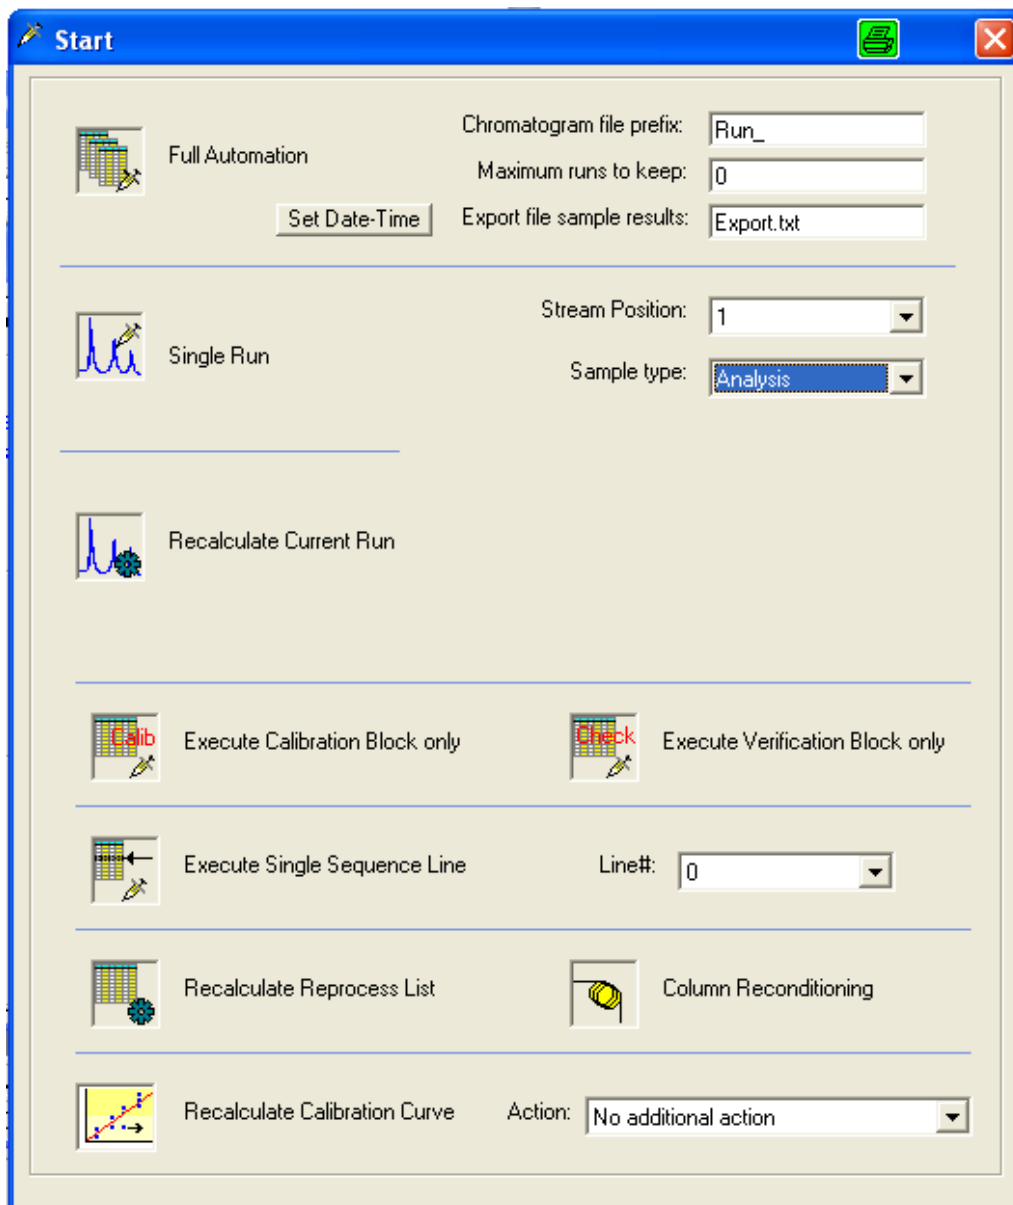 Start
Full Automation
Chromatogram file prefix: Run_
Maximum runs to keep: 0
Set Date-Time
Export file sample results: Export.txt
Single Run
Stream Position: 1
Sample type: Analysis
Recalculate Current Run
Calib
Execute Calibration Block only
Check
Execute Verification Block only
Execute Single Sequence Line
Line#: 0
Recalculate Reprocess List
Column Reconditioning
Recalculate Calibration Curve
Action: No additional action